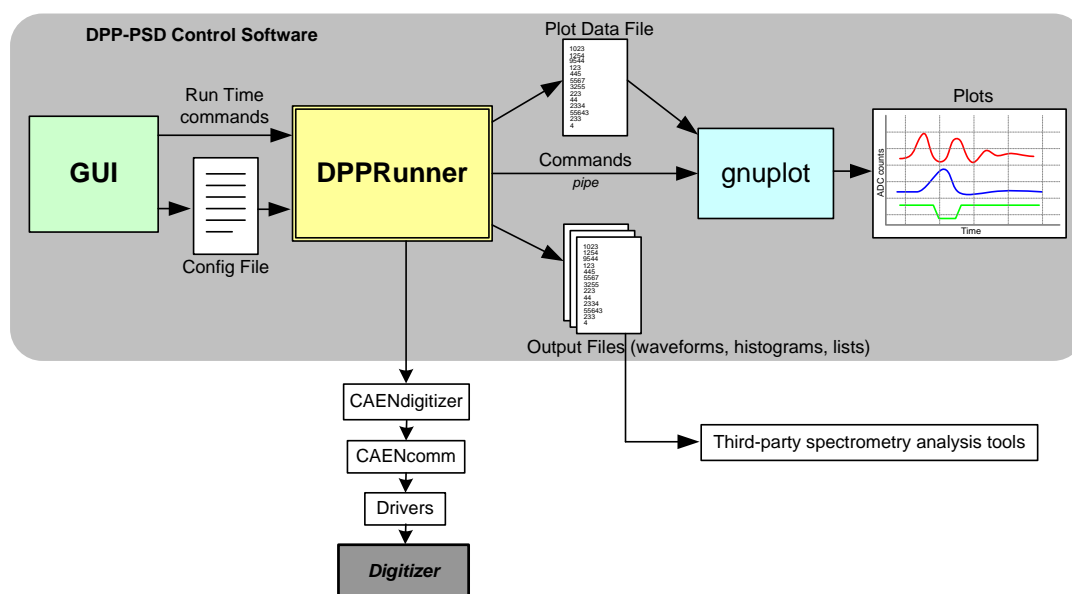 DPP-PSD Control Software
Plot Data File
1023
1254
9544
123
445
5567
3255
223
44
2334
55643
233
4
Run Time
commands
GUI
Config File
DPPRunner
Commands
pipe
gnuplot
Plots
ADC counts
Time
1023
1254
9544
123
445
5567
3255
223
44
2334
55643
233
4
Output Files (waveforms, histograms, lists)
CAENdigitizer
CAENcomm
Drivers
Digitizer
Third-party spectrometry analysis tools